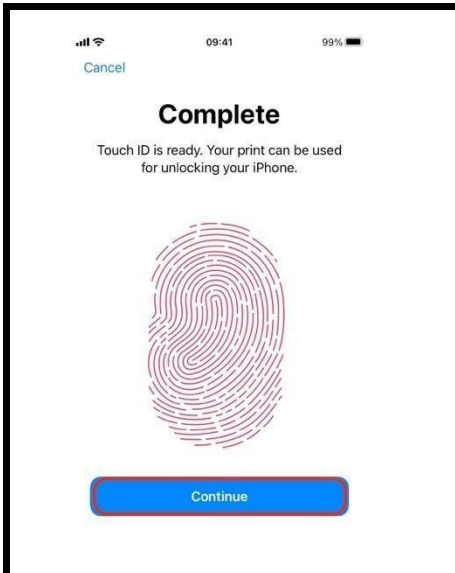 09:41
99%
Cancel
Complete
Touch ID is ready. Your print can be used
for unlocking your iPhone.
Continue